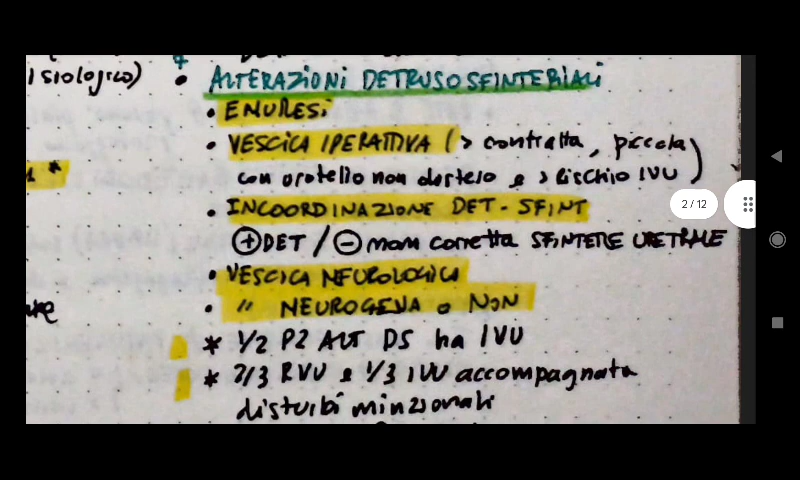 isiologico)
• ALTERAZIONI DETRUSOSFINTERIALI
• ENURESI
• VESCICA IPERATTIVA (> contratta, piccola
con urotelio non disteso e > rischio IVU)
• INCOORDINAZIONE DET - SFINT
2 / 12
⊕DET / ⊖ non corretta SFINTERE URETRALE
• VESCICA NEUROLOGICA
• " NEUROGENA o NON
* 1/2 PZ ALT DS ha IVU
* 2/3 RVU e 1/3 IVU accompagnata
disturbi minzionali